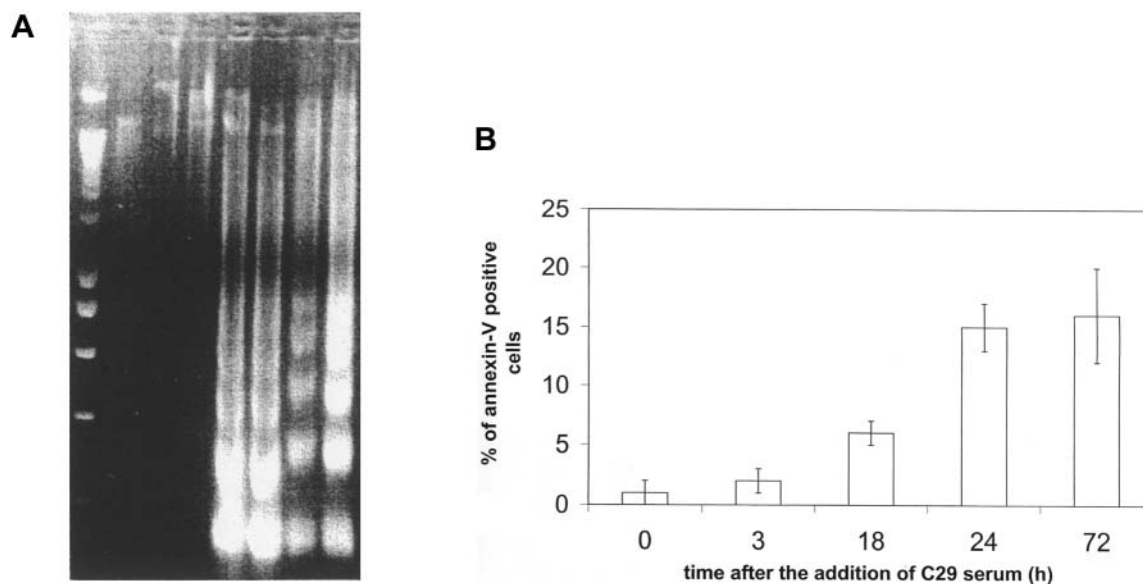 A
B
% of annexin-V positive
cells
25
20
15
10
5
0
0 3 18 24 72
time after the addition of C29 serum (h)